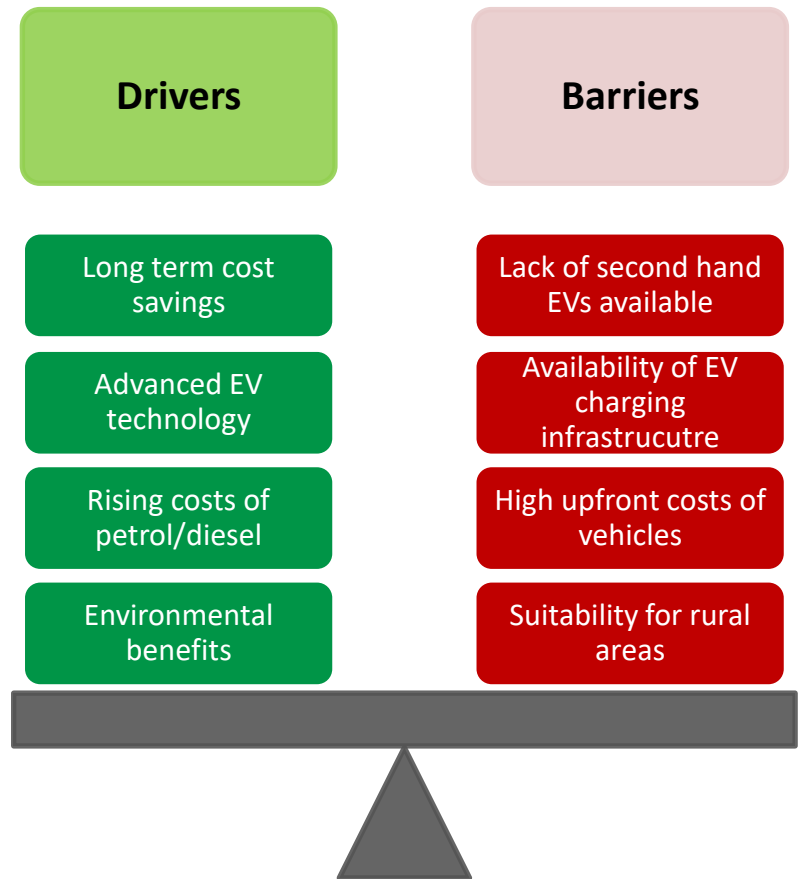 Drivers
Barriers
Long term cost
savings
Lack of second hand
EVs available
Advanced EV
technology
Availability of EV
charging
infrastrucutre
Rising costs of
petrol/diesel
High upfront costs of
vehicles
Environmental
benefits
Suitability for rural
areas